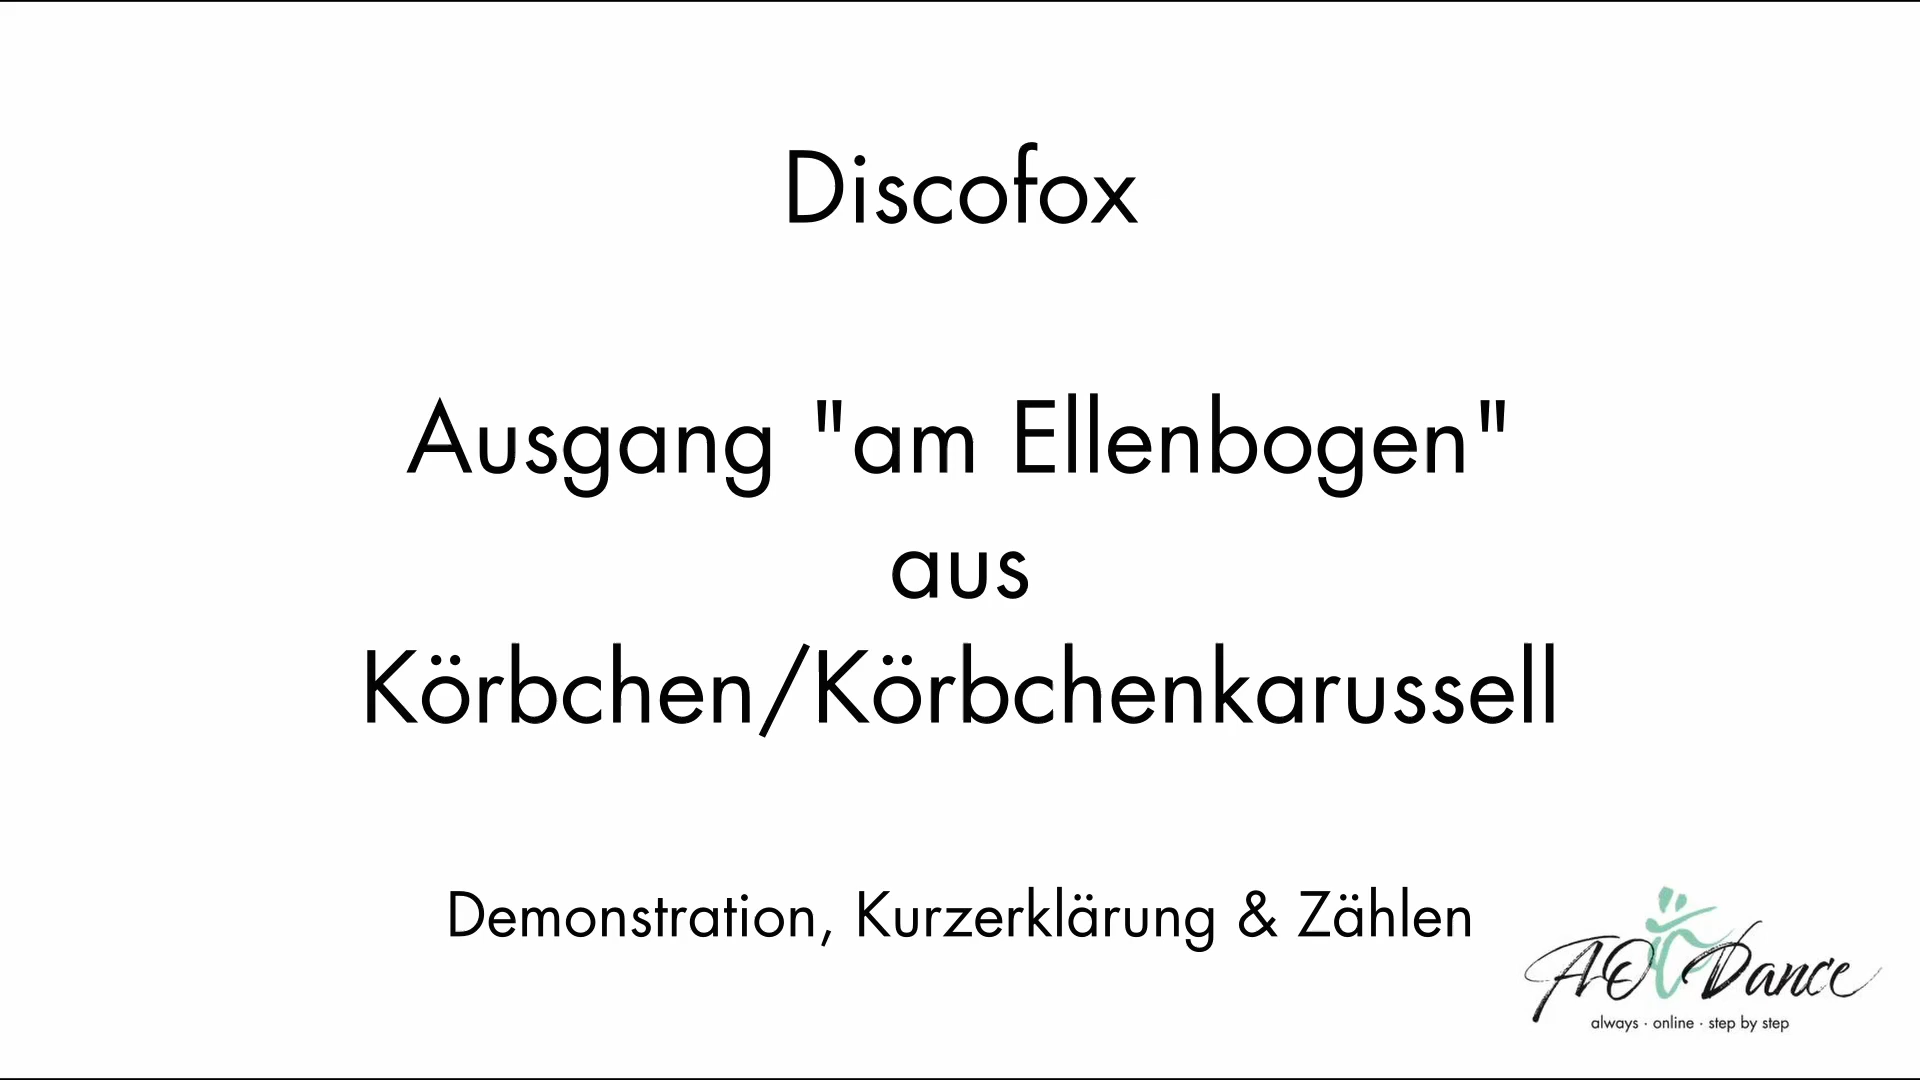 Discofox
Ausgang "am Ellenbogen"
aus
Körbchen/Körbchenkarussell
Demonstration, Kurzerklärung & Zählen
AO Dance
always · online · step by step